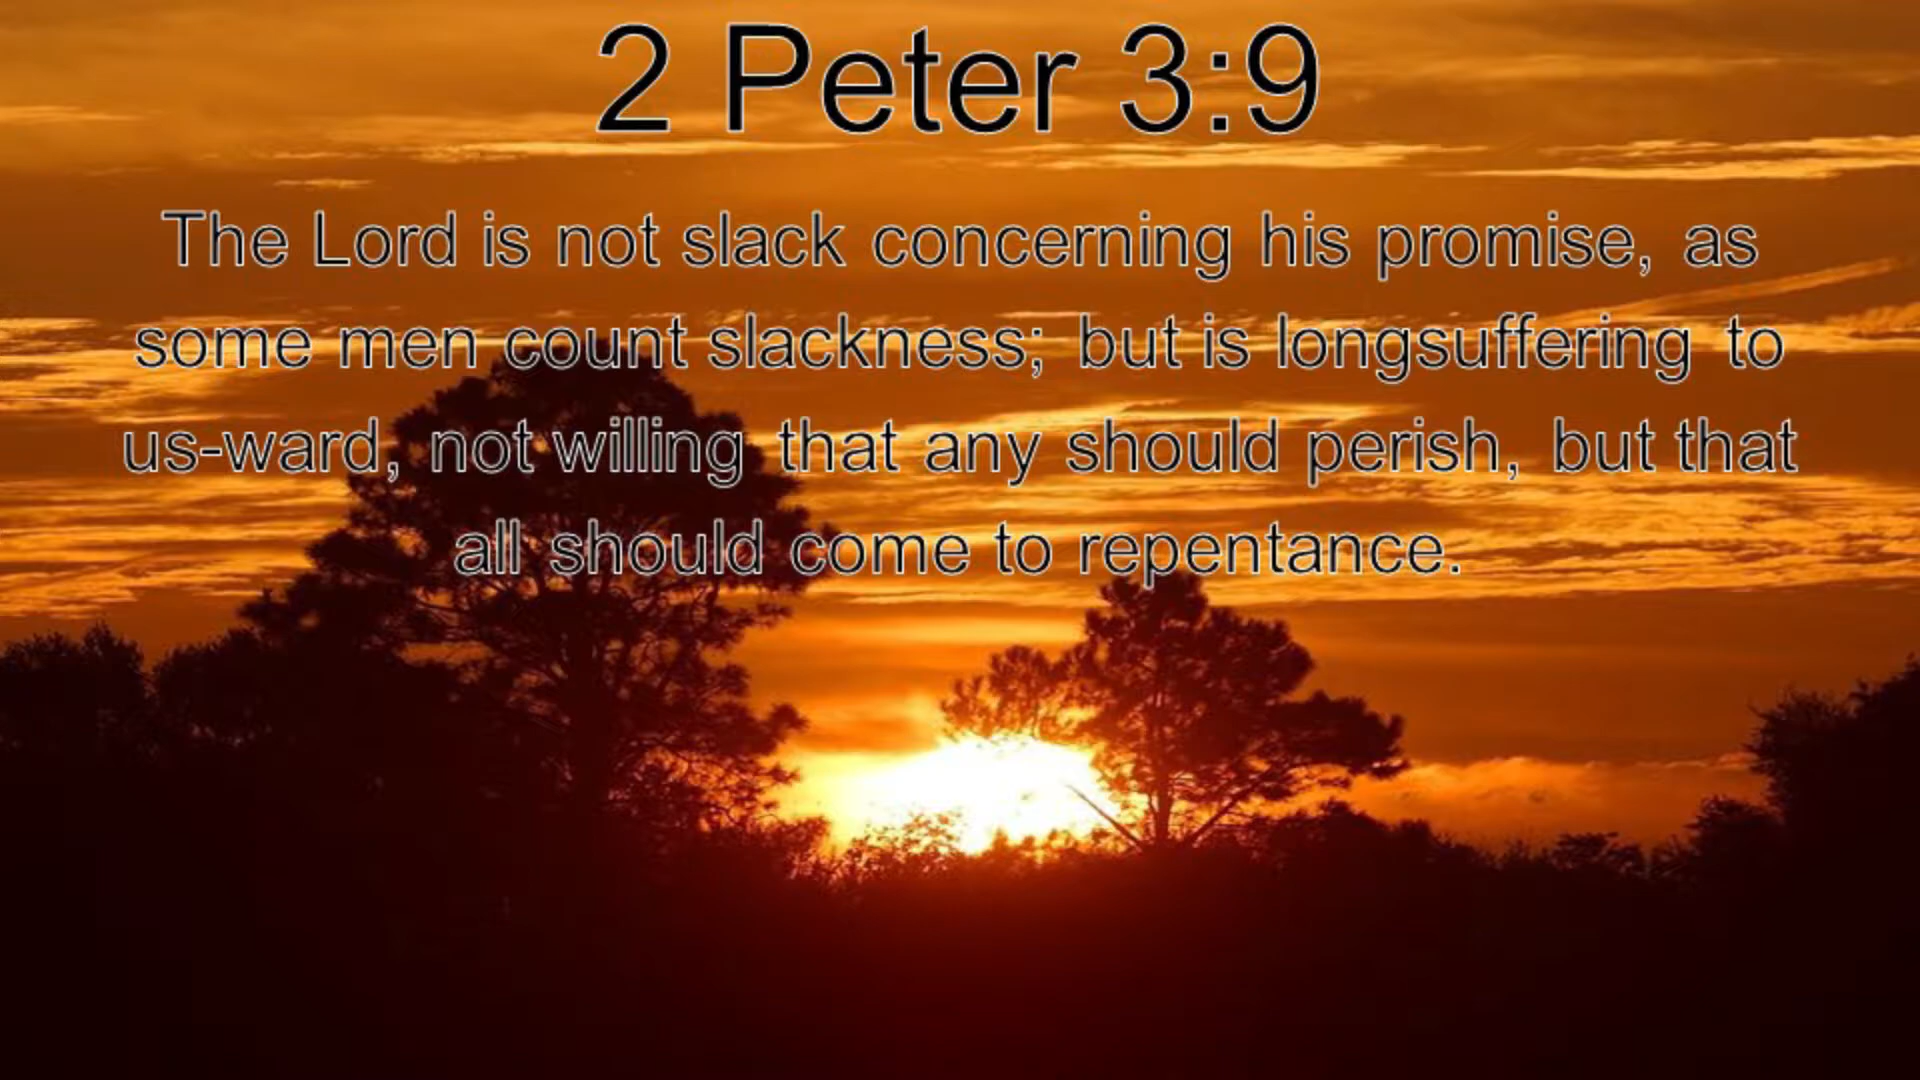 2 Peter 3:9
The Lord is not slack concerning his promise, as
some men count slackness; but is longsuffering to
us-ward, not willing that any should perish, but that
all should come to repentance.